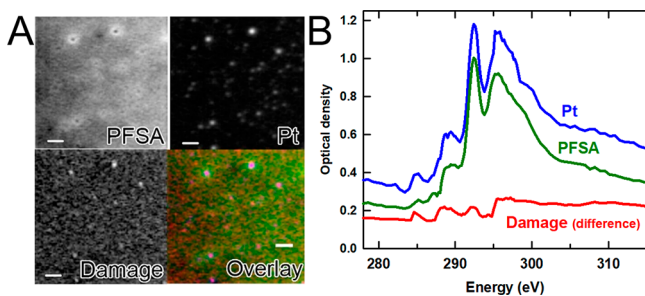 A
PFSA
Pt
Damage
Overlay
B
Optical density
1.2
1.0
0.8
0.6
0.4
0.2
0.0
Pt
PFSA
Damage (difference)
280
290
300
310
Energy (eV)